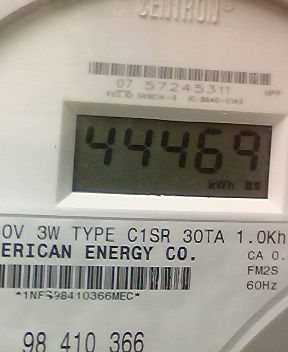 CENTRON
07 57245311
44469
kWh
0V 3W TYPE C1SR 30TA 1.0Kh
ERICAN ENERGY CO.
CA 0.
FM2S
60Hz
*1NFS98410366MEC*
98 410 366